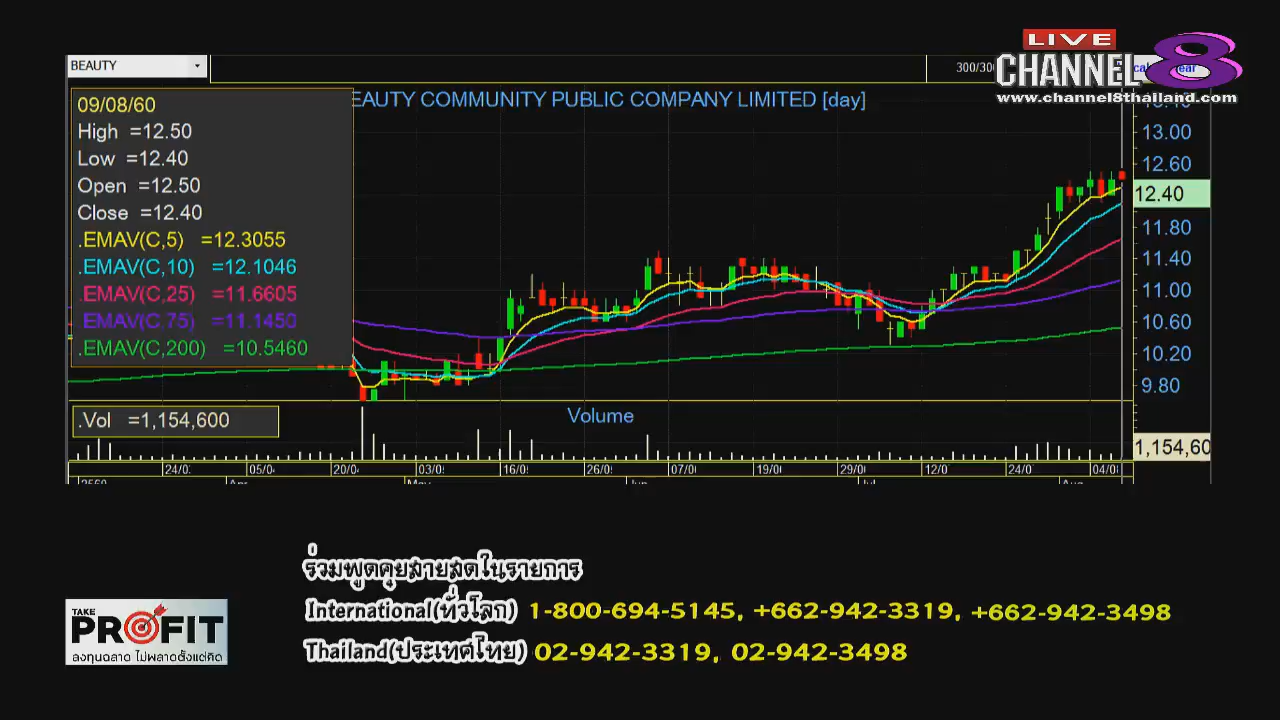 LIVE
CHANNEL 8
www.channel8thailand.com
BEAUTY
300/300
EAUTY COMMUNITY PUBLIC COMPANY LIMITED [day]
09/08/60
High =12.50
Low =12.40
Open =12.50
Close =12.40
.EMAV(C,5) =12.3055
.EMAV(C,10) =12.1046
.EMAV(C,25) =11.6605
.EMAV(C,75) =11.1450
.EMAV(C,200) =10.5460
13.40
13.00
12.60
12.40
11.80
11.40
11.00
10.60
10.20
9.80
.Vol =1,154,600
Volume
1,154,60
24/0 05/0 20/0 03/0 16/0 26/0 07/0 19/0 29/0 12/0 24/0 04/0
2560 Apr May Jun Jul Aug
ร่วมพูดคุยสายสดในรายการ
International(ทั่วโลก) 1-800-694-5145, +662-942-3319, +662-942-3498
Thailand(ประเทศไทย) 02-942-3319, 02-942-3498
TAKE
PROFIT
ลงทุนฉลาด ไม่พลาดตั้งแต่คิด